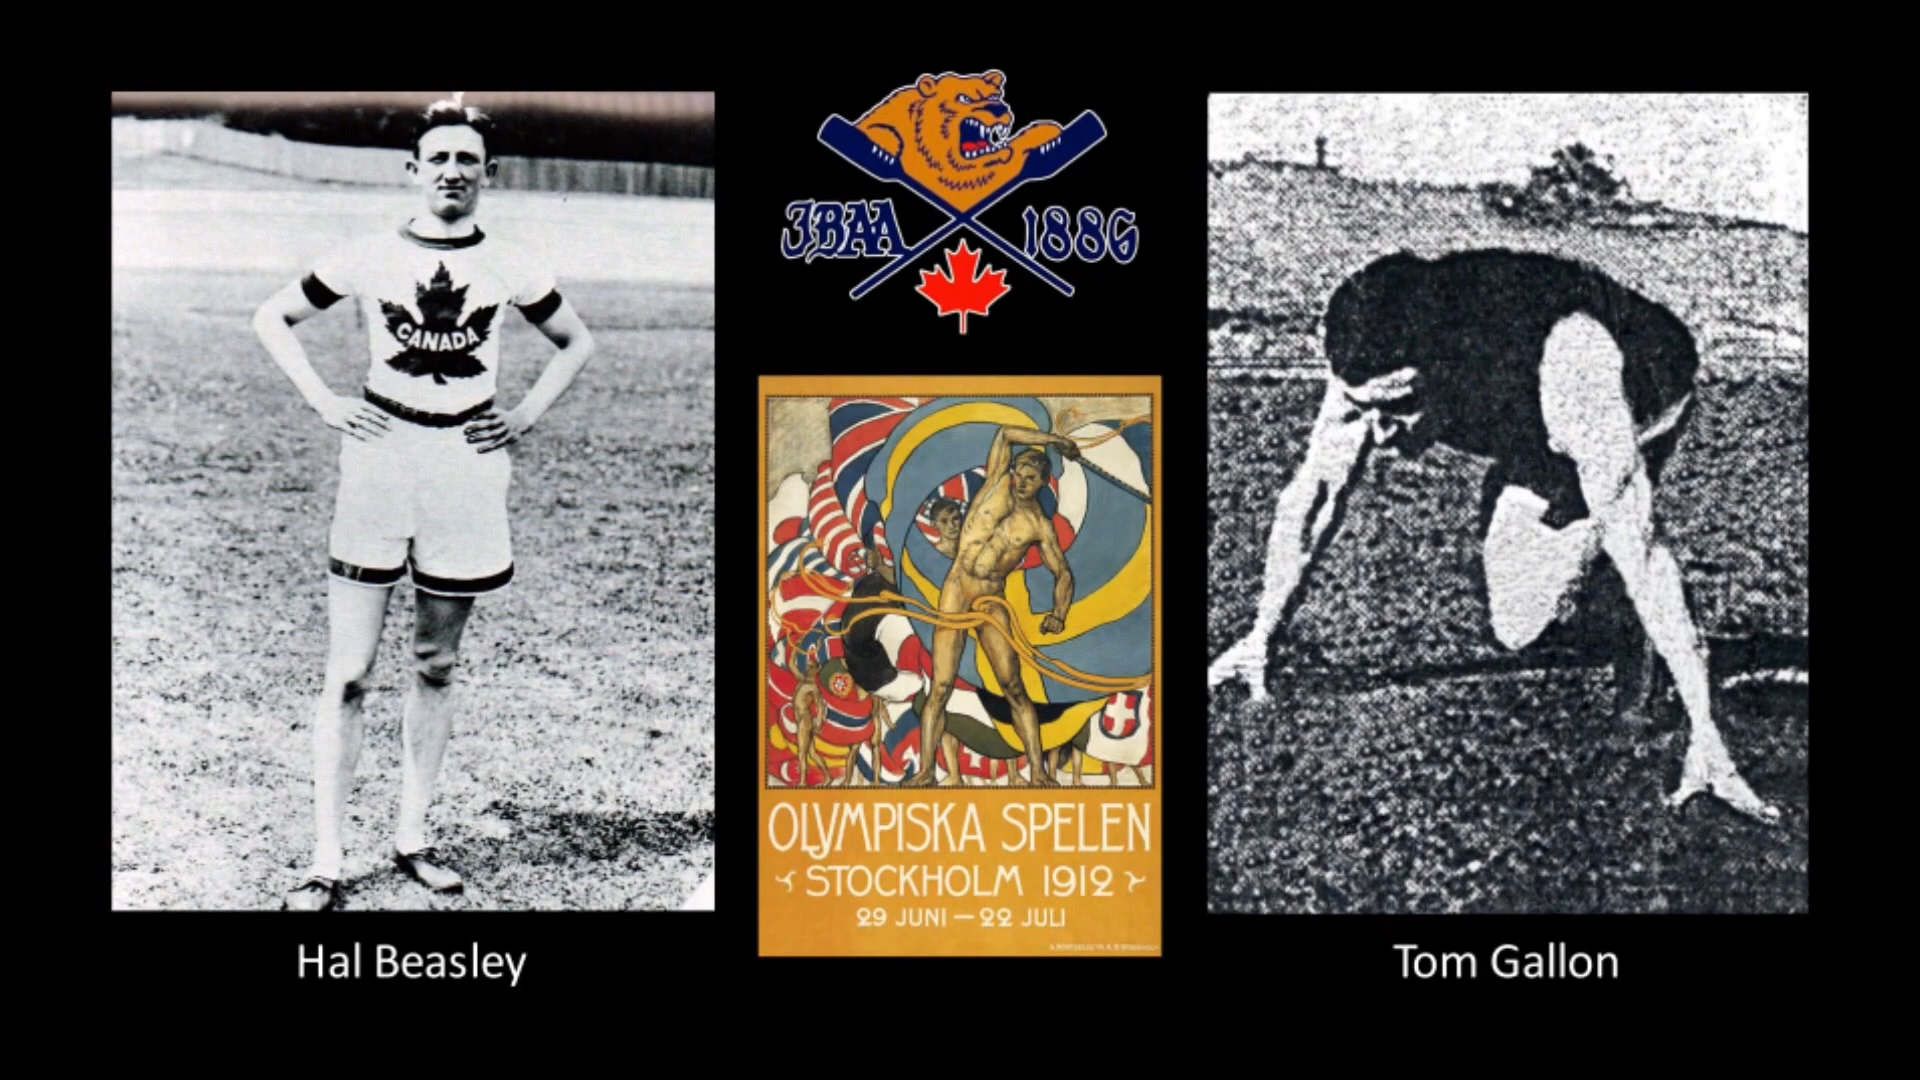 JBAA 1886
CANADA
OLYMPISKA SPELEN
STOCKHOLM 1912
29 JUNI — 22 JULI
Hal Beasley
Tom Gallon